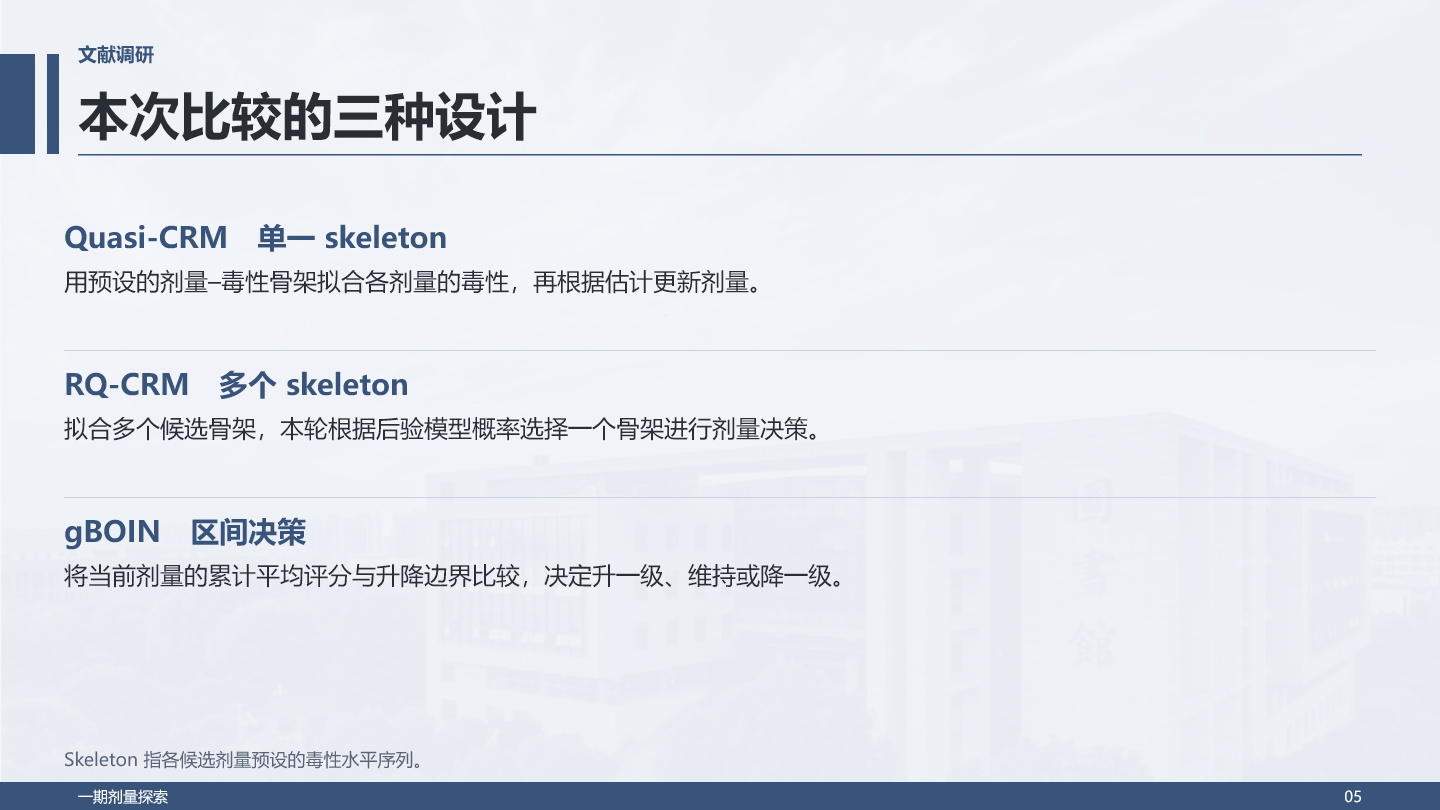 文献调研
本次比较的三种设计
Quasi-CRM 单一 skeleton
用预设的剂量–毒性骨架拟合各剂量的毒性，再根据估计更新剂量。
RQ-CRM 多个 skeleton
拟合多个候选骨架，本轮根据后验模型概率选择一个骨架进行剂量决策。
gBOIN 区间决策
将当前剂量的累计平均评分与升降边界比较，决定升一级、维持或降一级。
圖
書
館
Skeleton 指各候选剂量预设的毒性水平序列。
一期剂量探索
05